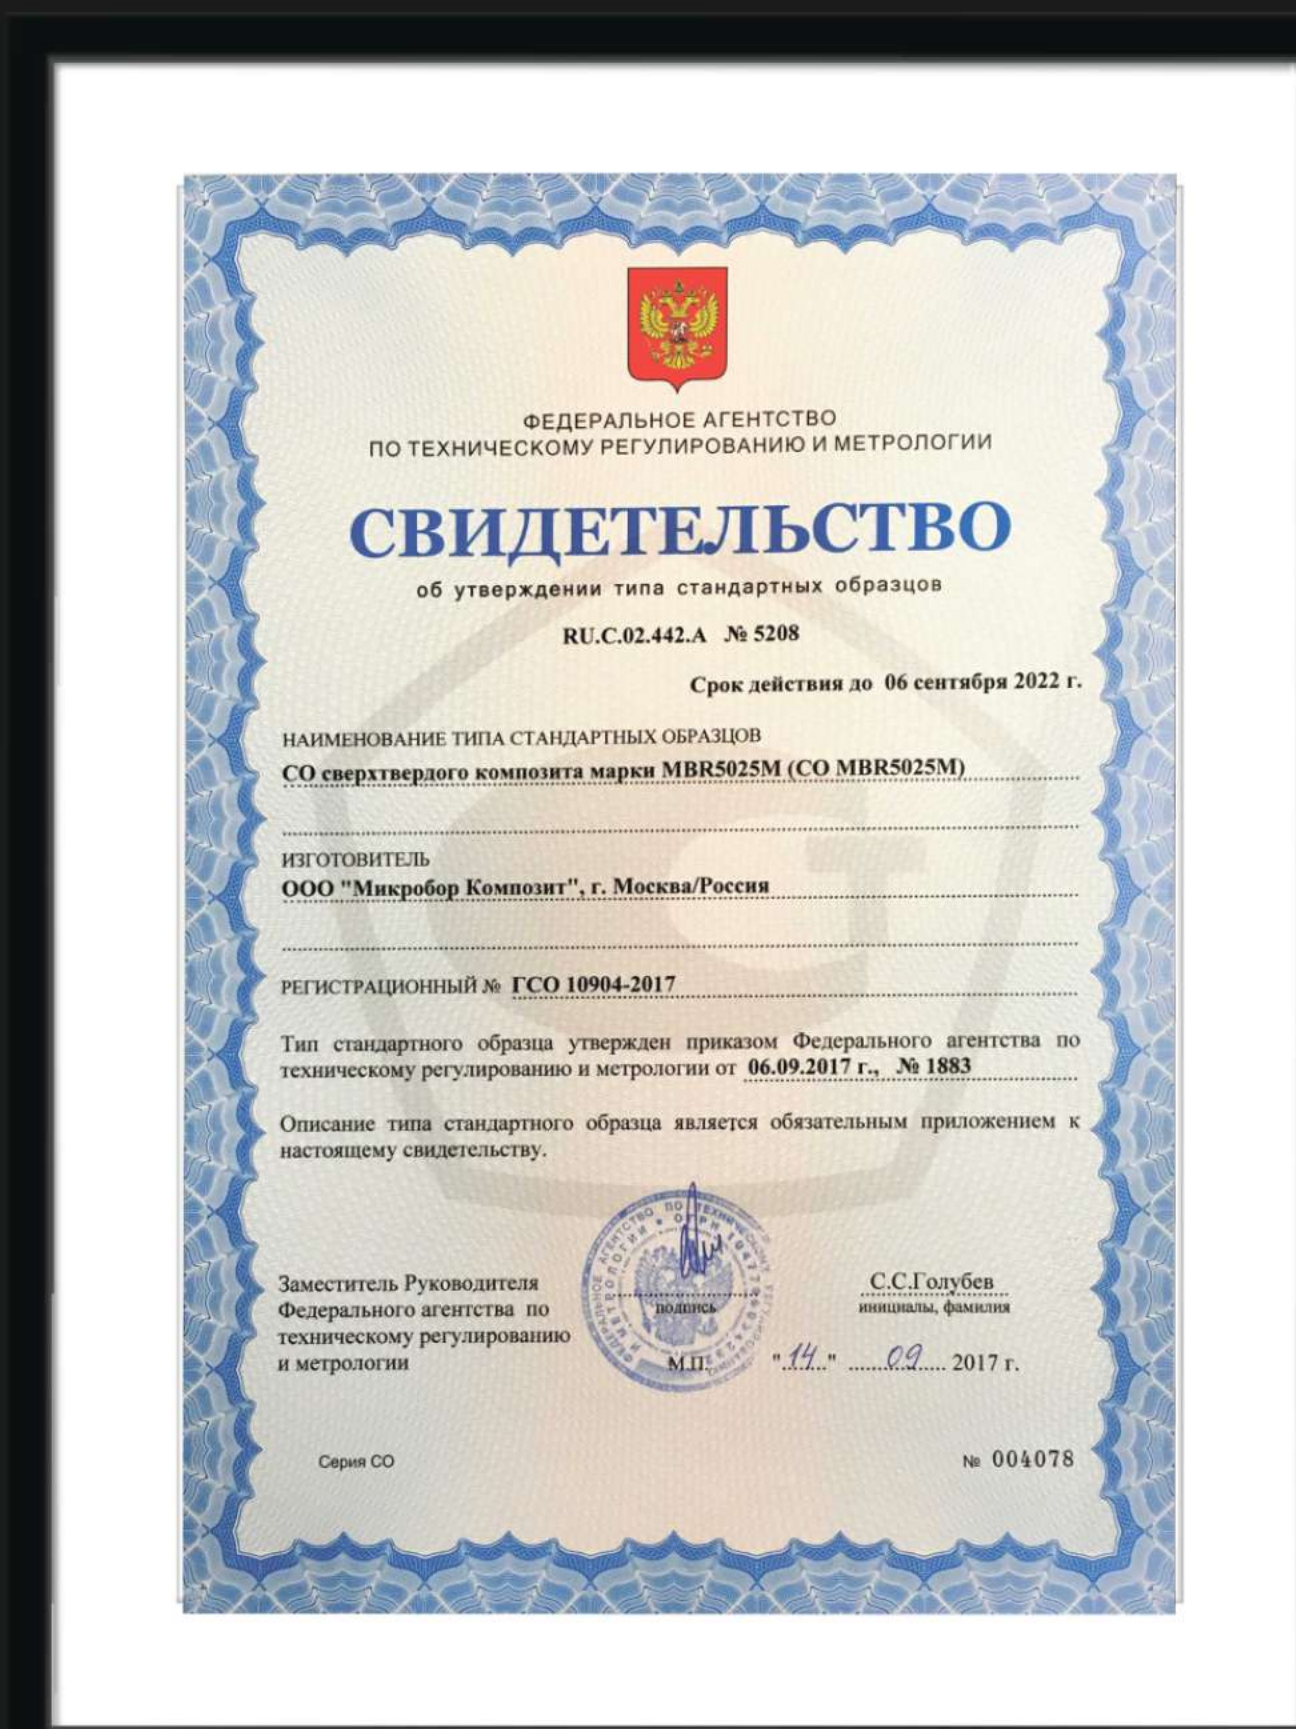 ФЕДЕРАЛЬНОЕ АГЕНТСТВО
ПО ТЕХНИЧЕСКОМУ РЕГУЛИРОВАНИЮ И МЕТРОЛОГИИ
СВИДЕТЕЛЬСТВО
об утверждении типа стандартных образцов
RU.C.02.442.A № 5208
Срок действия до 06 сентября 2022 г.
НАИМЕНОВАНИЕ ТИПА СТАНДАРТНЫХ ОБРАЗЦОВ
СО сверхтвердого композита марки MBR5025M (СО MBR5025M)
ИЗГОТОВИТЕЛЬ
ООО "Микробор Композит", г. Москва/Россия
РЕГИСТРАЦИОННЫЙ № ГСО 10904-2017
Тип стандартного образца утвержден приказом Федерального агентства по
техническому регулированию и метрологии от 06.09.2017 г., № 1883
Описание типа стандартного образца является обязательным приложением к
настоящему свидетельству.
Заместитель Руководителя
Федерального агентства по
техническому регулированию
и метрологии
подпись
М.П.
С.С.Голубев
инициалы, фамилия
"14" 09 2017 г.
Серия СО
№ 004078